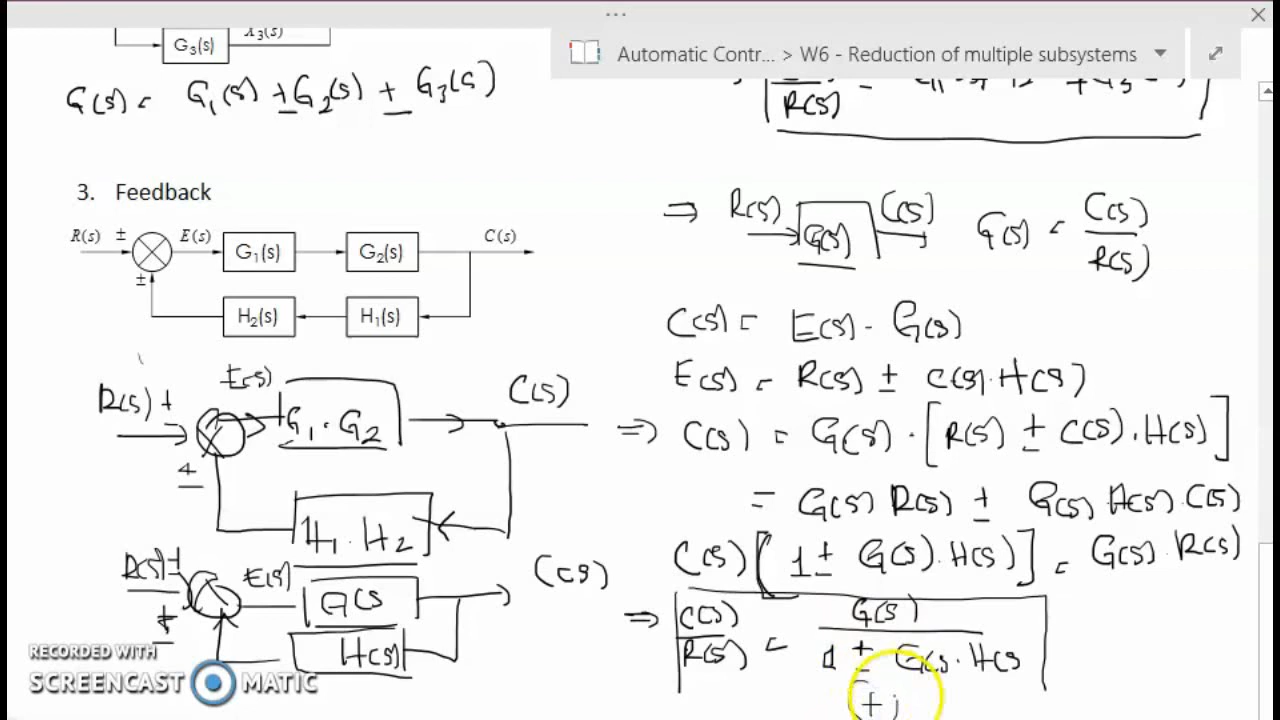 Automatic Contr... > W6 - Reduction of multiple subsystems
G₃(s) X₃(s)
G(s) = G₁(s) ± G₂(s) ± G₃(s)
R(s)
3. Feedback
R(s) ± E(s) G₁(s) G₂(s) C(s)
± H₂(s) H₁(s)
⇒ R(s) G(s) C(s) G(s) = C(s)
R(s)
C(s) = E(s) · G(s)
E(s) = R(s) ± C(s).H(s)
R(s) ± E(s) G₁ · G₂ C(s)
±
H₁ · H₂
⇒ C(s) = G(s) · [R(s) ± C(s).H(s)]
= G(s) R(s) ± G(s) H(s) · C(s)
C(s) [1 ± G(s) · H(s)] = G(s) · R(s)
R(s) ± E(s) G(s C(s)
± H(s)
⇒ C(s) = G(s)
R(s) 1 ± G(s · H(s
RECORDED WITH
SCREENCAST MATIC